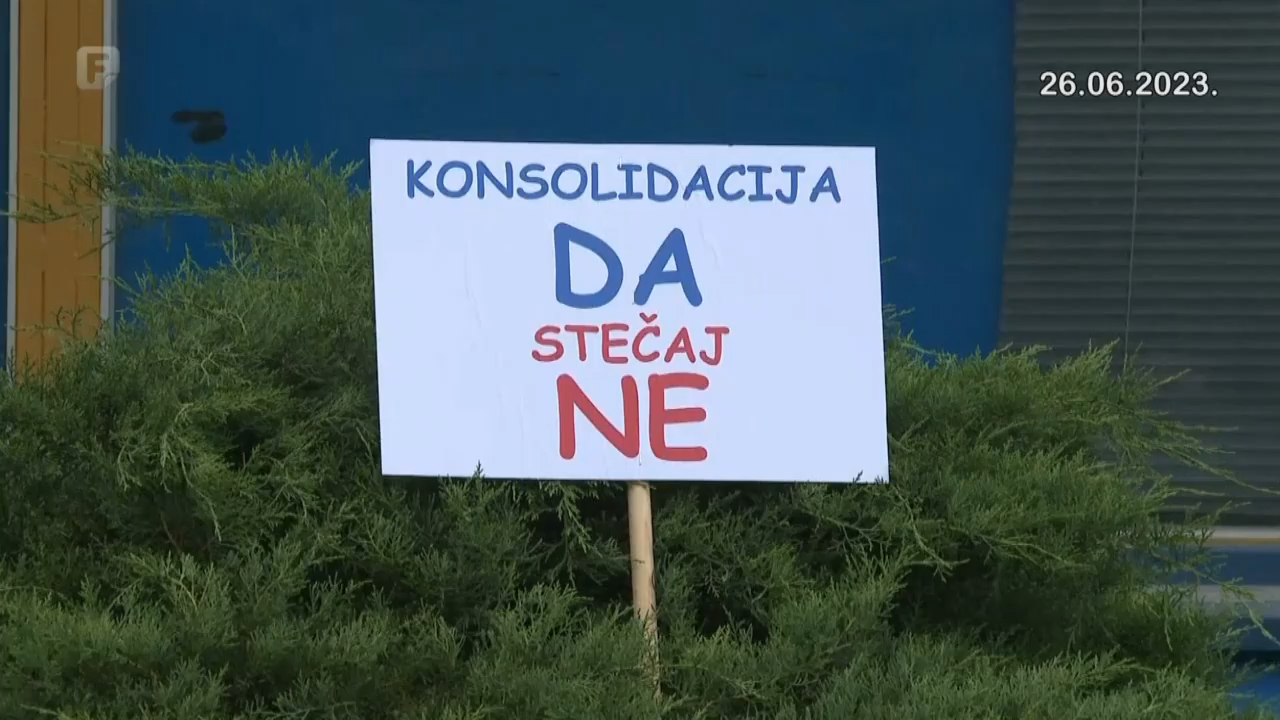 F
26.06.2023.
KONSOLIDACIJA
DA
STEČAJ
NE